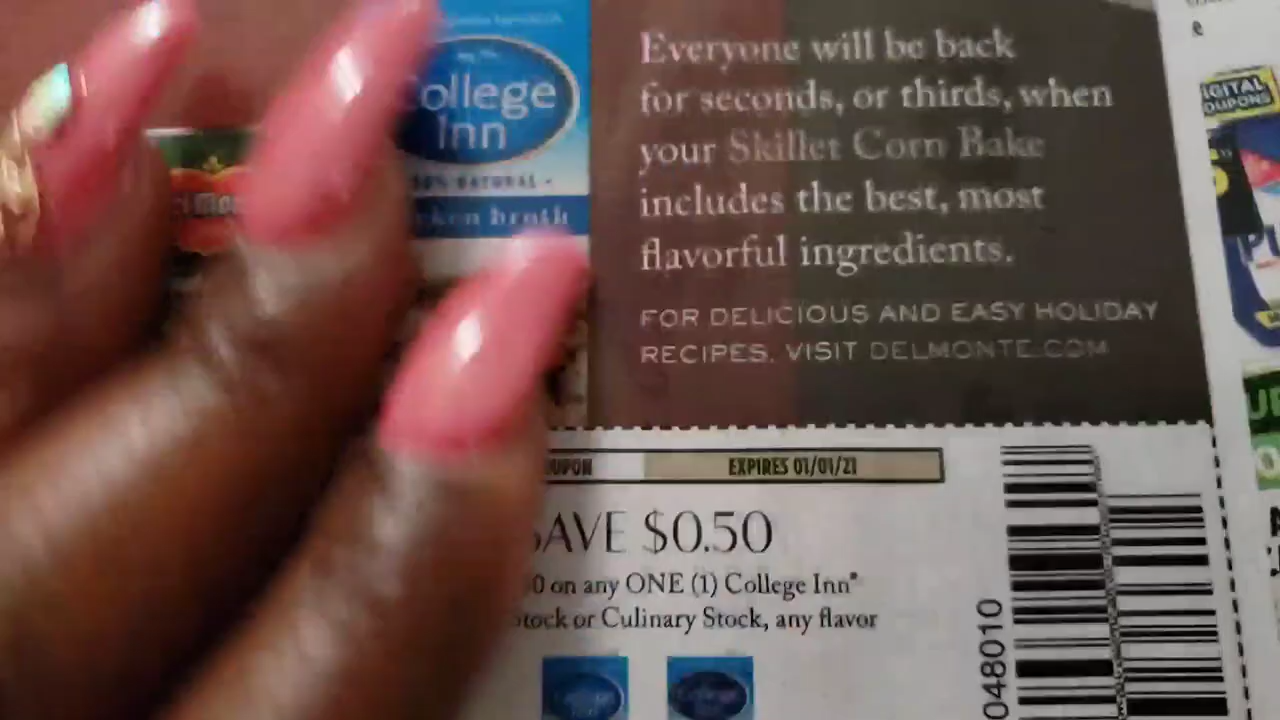 College
Inn
NATURAL
broth
Everyone will be back
for seconds, or thirds, when
your Skillet Corn Bake
includes the best, most
flavorful ingredients.
FOR DELICIOUS AND EASY HOLIDAY
RECIPES, VISIT DELMONTE.COM
EXPIRES 01/01/21
SAVE $0.50
on any ONE (1) College Inn®
or Culinary Stock, any flavor
048010